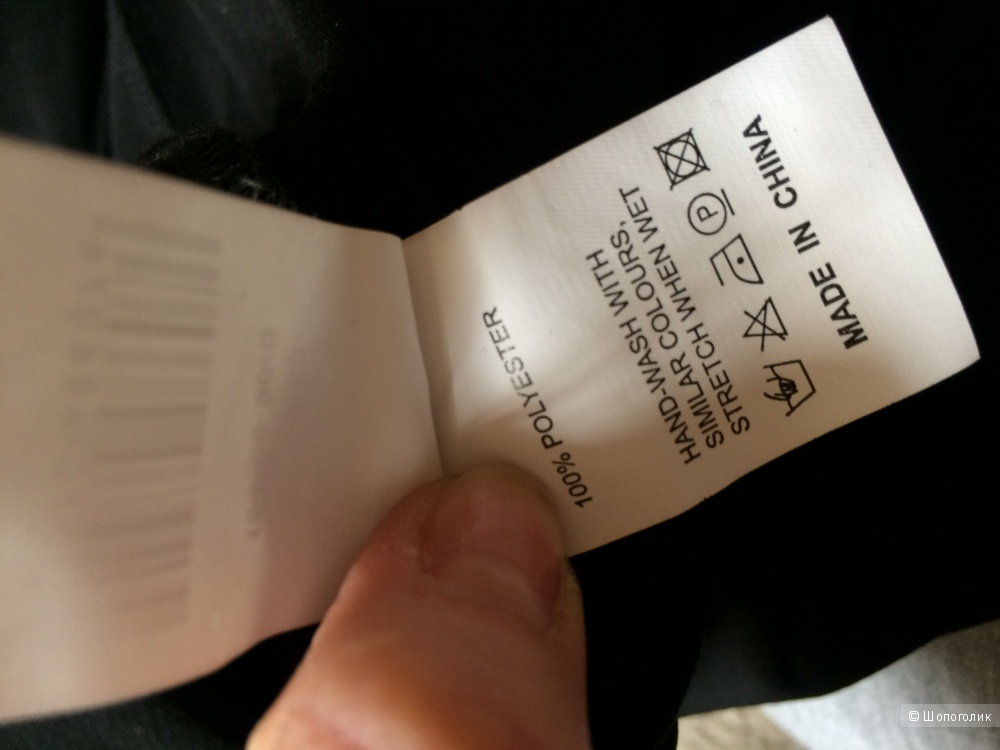 100% POLYESTER
HAND-WASH WITH
SIMILAR COLOURS,
STRETCH WHEN WET
P
MADE IN CHINA
© Шопоголик